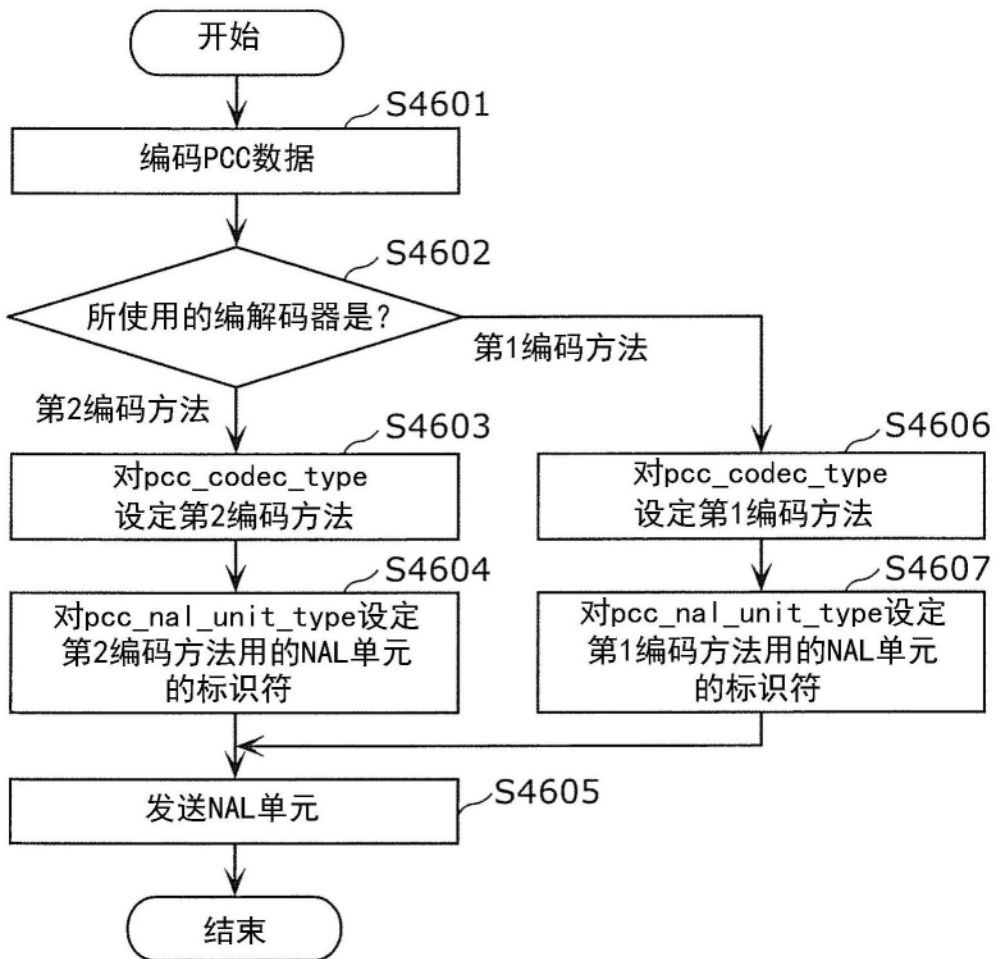 开始
S4601
编码PCC数据
S4602
所使用的编解码器是?
第1编码方法
第2编码方法
S4603
对pcc_codec_type
设定第2编码方法
S4606
对pcc_codec_type
设定第1编码方法
S4604
对pcc_nal_unit_type设定
第2编码方法用的NAL单元
的标识符
S4607
对pcc_nal_unit_type设定
第1编码方法用的NAL单元
的标识符
S4605
发送NAL单元
结束